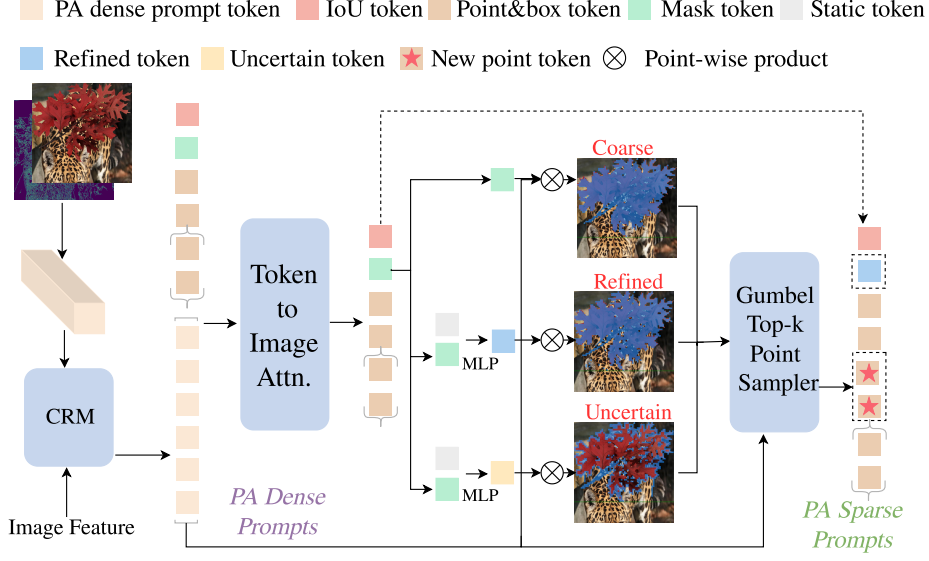 PA dense prompt token IoU token Point&box token Mask token Static token
Refined token Uncertain token New point token Point-wise product
Coarse
Refined
Uncertain
Token
to
Image
Attn.
Gumbel
Top-k
Point
Sampler
MLP
MLP
CRM
Image Feature
PA Dense
Prompts
PA Sparse
Prompts